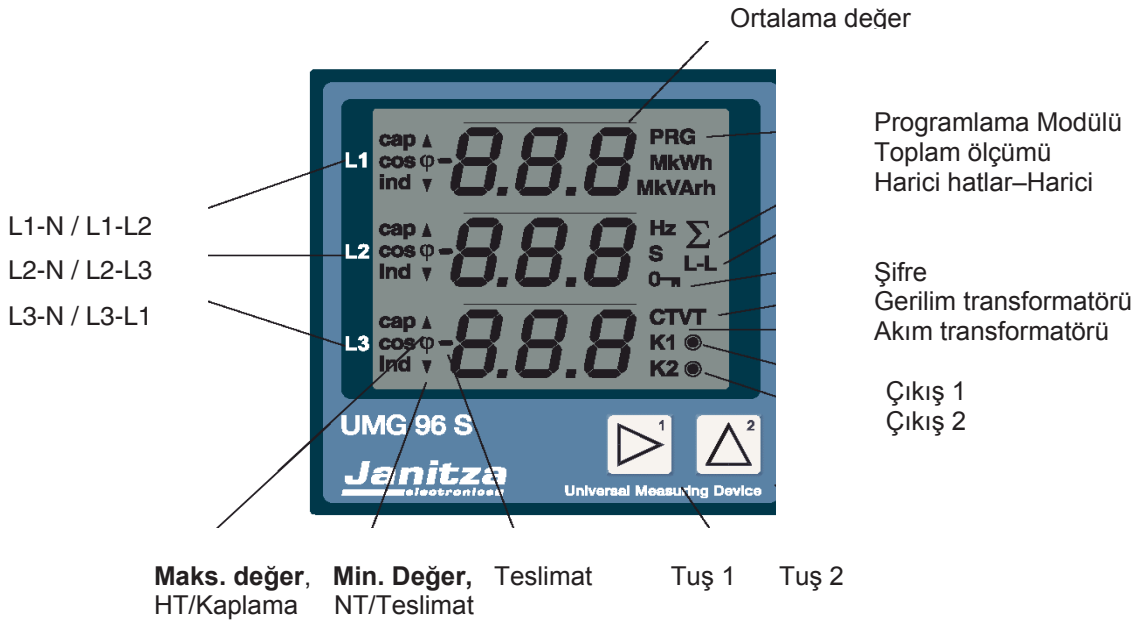 Ortalama değer
L1-N / L1-L2
L2-N / L2-L3
L3-N / L3-L1
L1
cap ▲
cos φ
ind ▼
-8.8.8
PRG
MkWh
MkVArh
L2
cap ▲
cos φ
ind ▼
-8.8.8
Hz Σ
S L-L
L3
cap ▲
cos φ
ind ▼
-8.8.8
CTVT
K1
K2
UMG 96 S
Janitza
electronics
1
2
Universal Measuring Device
Programlama Modülü
Toplam ölçümü
Harici hatlar–Harici
Şifre
Gerilim transformatörü
Akım transformatörü
Çıkış 1
Çıkış 2
Maks. değer, Min. Değer, Teslimat Tuş 1 Tuş 2
HT/Kaplama NT/Teslimat